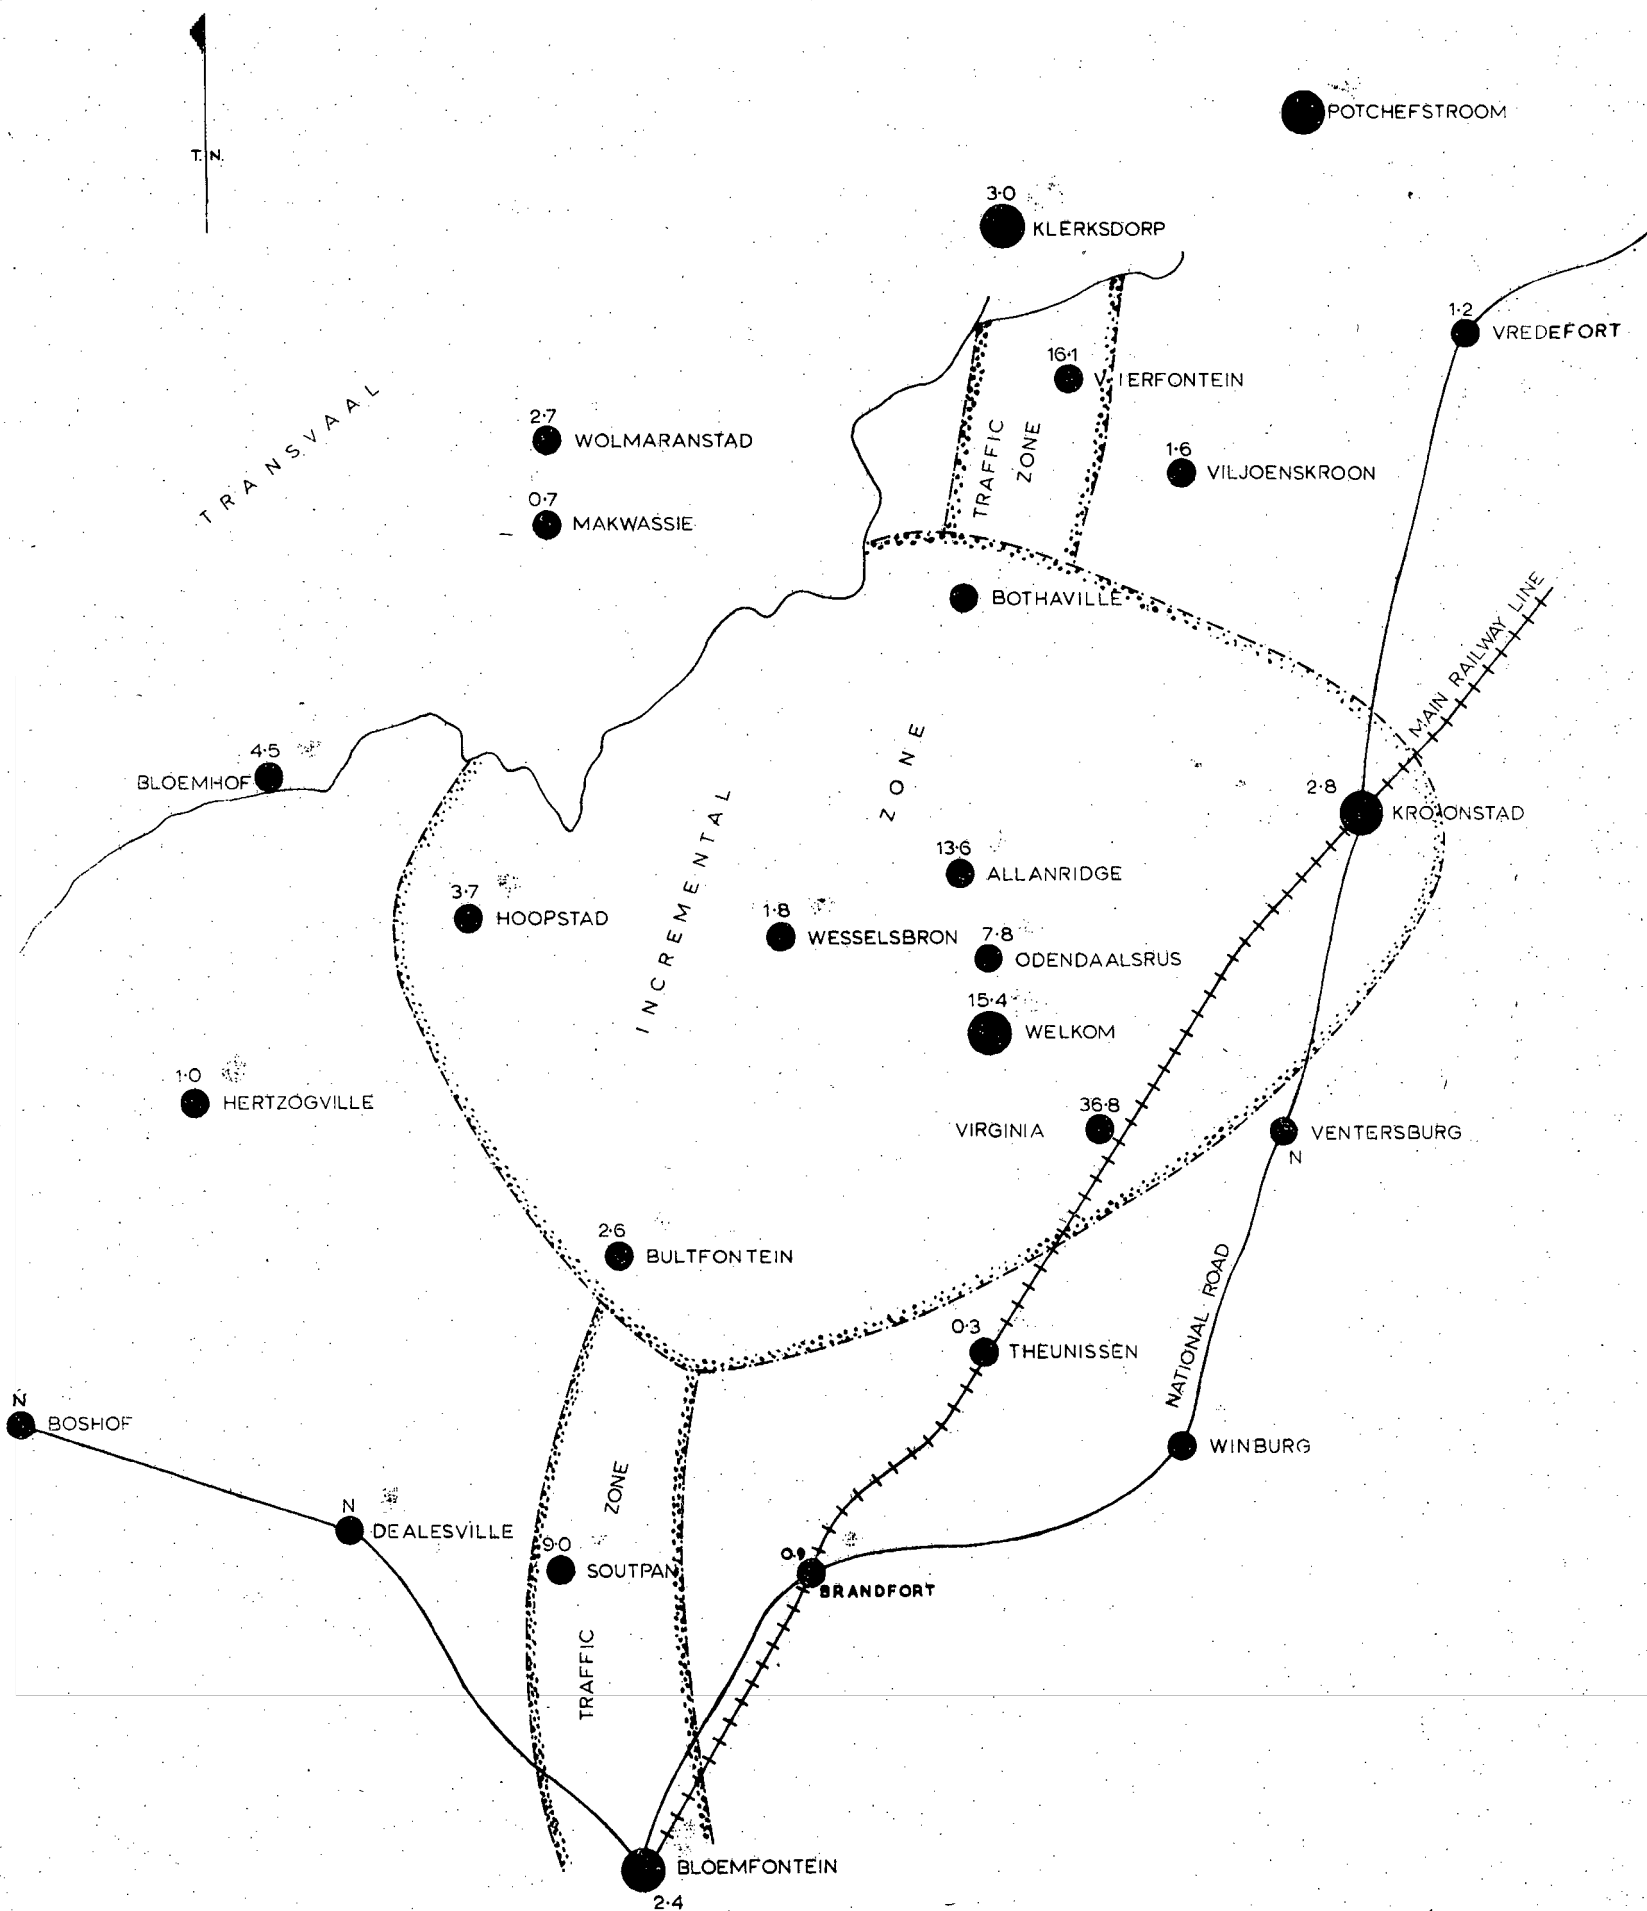 T.N.
POTCHEFSTROOM
3·0
KLERKSDORP
1·2
VREDEFORT
16·1
VIERFONTEIN
TRAFFIC
ZONE
2·7
WOLMARANSTAD
TRANSVAAL
1·6
VILJOENSKROON
0·7
MAKWASSIE
BOTHAVILLE
MAIN RAILWAY LINE
4·5
BLOEMHOF
2·8
KROONSTAD
INCREMENTAL
ZONE
13·6
ALLANRIDGE
3·7
HOOPSTAD
1·8
WESSELSBRON
7·8
ODENDAALSRUS
15·4
WELKOM
1·0
HERTZOGVILLE
36·8
VIRGINIA
VENTERSBURG
N
2·6
BULTFONTEIN
NATIONAL ROAD
0·3
THEUNISSEN
N
BOSHOF
WINBURG
N
DEALESVILLE
ZONE
9·0
SOUTPAN
TRAFFIC
0·9
BRANDFORT
BLOEMFONTEIN
2·4